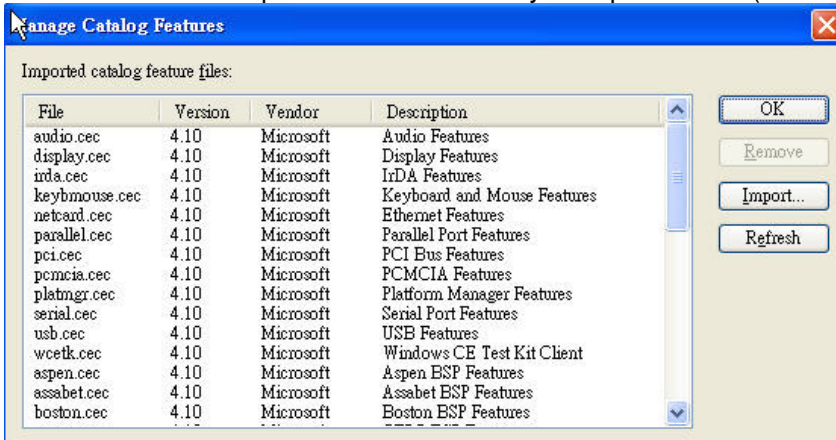 Manage Catalog Features
Imported catalog feature files:
File Version Vendor Description
audio.cec 4.10 Microsoft Audio Features
display.cec 4.10 Microsoft Display Features
irda.cec 4.10 Microsoft IrDA Features
keybmouse.cec 4.10 Microsoft Keyboard and Mouse Features
netcard.cec 4.10 Microsoft Ethernet Features
parallel.cec 4.10 Microsoft Parallel Port Features
pci.cec 4.10 Microsoft PCI Bus Features
pcmcia.cec 4.10 Microsoft PCMCIA Features
platmgr.cec 4.10 Microsoft Platform Manager Features
serial.cec 4.10 Microsoft Serial Port Features
usb.cec 4.10 Microsoft USB Features
wcetk.cec 4.10 Microsoft Windows CE Test Kit Client
aspen.cec 4.10 Microsoft Aspen BSP Features
assabet.cec 4.10 Microsoft Assabet BSP Features
boston.cec 4.10 Microsoft Boston BSP Features
OK
Remove
Import...
Refresh